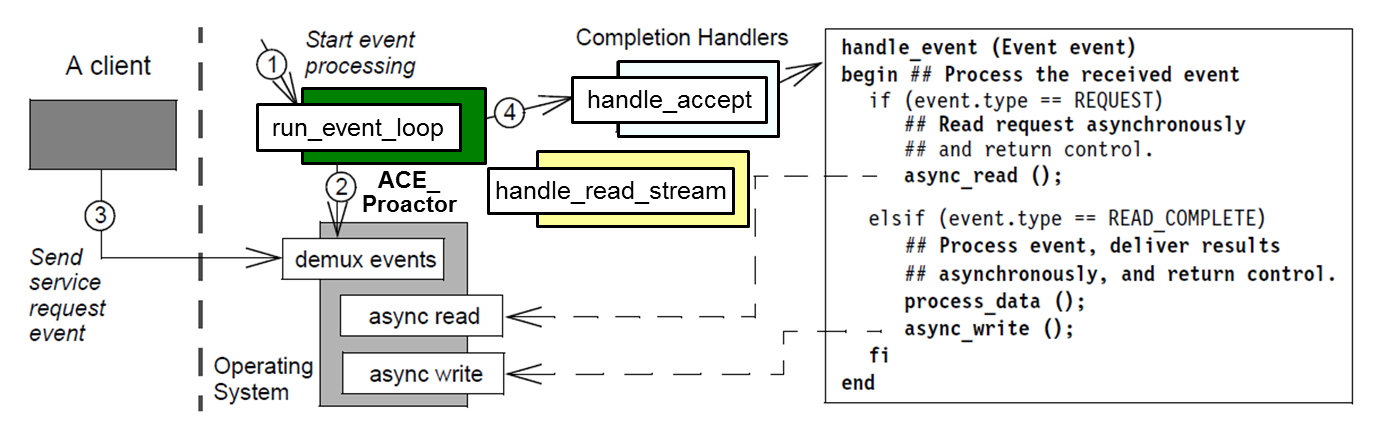 A client
Start event
processing
Completion Handlers
1
run_event_loop
4
handle_accept
handle_read_stream
2
ACE_
Proactor
3
Send
service
request
event
demux events
async read
async write
Operating
System
handle_event (Event event)
begin ## Process the received event
if (event.type == REQUEST)
## Read request asynchronously
## and return control.
async_read ();
elsif (event.type == READ_COMPLETE)
## Process event, deliver results
## asynchronously, and return control.
process_data ();
async_write ();
fi
end